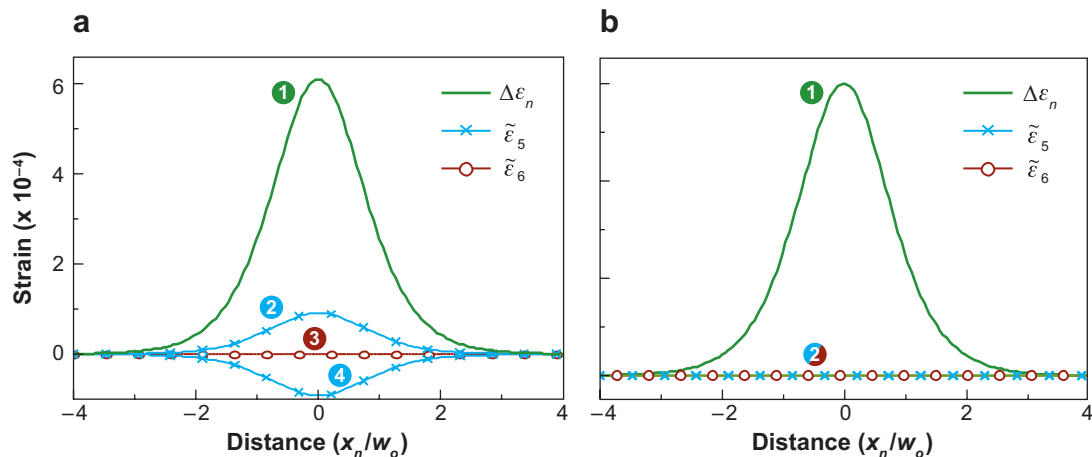 a
b
6
4
2
0
Strain (x 10⁻⁴)
1
2
3
4
Δε_n
ε̃_5
ε̃_6
−4
−2
0
2
4
Distance (x_n/w_o)
1
2
Δε_n
ε̃_5
ε̃_6
−4
−2
0
2
4
Distance (x_n/w_o)